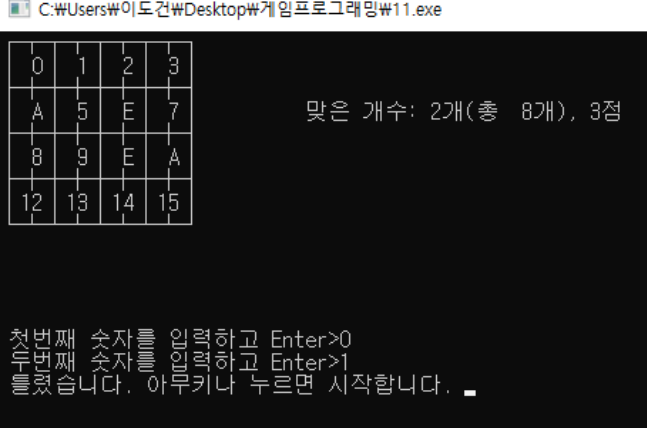 C:₩Users₩이도건₩Desktop₩게임프로그래밍₩11.exe
0 1 2 3
A 5 E 7
맞은 개수: 2개(총 8개), 3점
8 9 E A
12 13 14 15
첫번째 숫자를 입력하고 Enter>0
두번째 숫자를 입력하고 Enter>1
틀렸습니다. 아무키나 누르면 시작합니다.